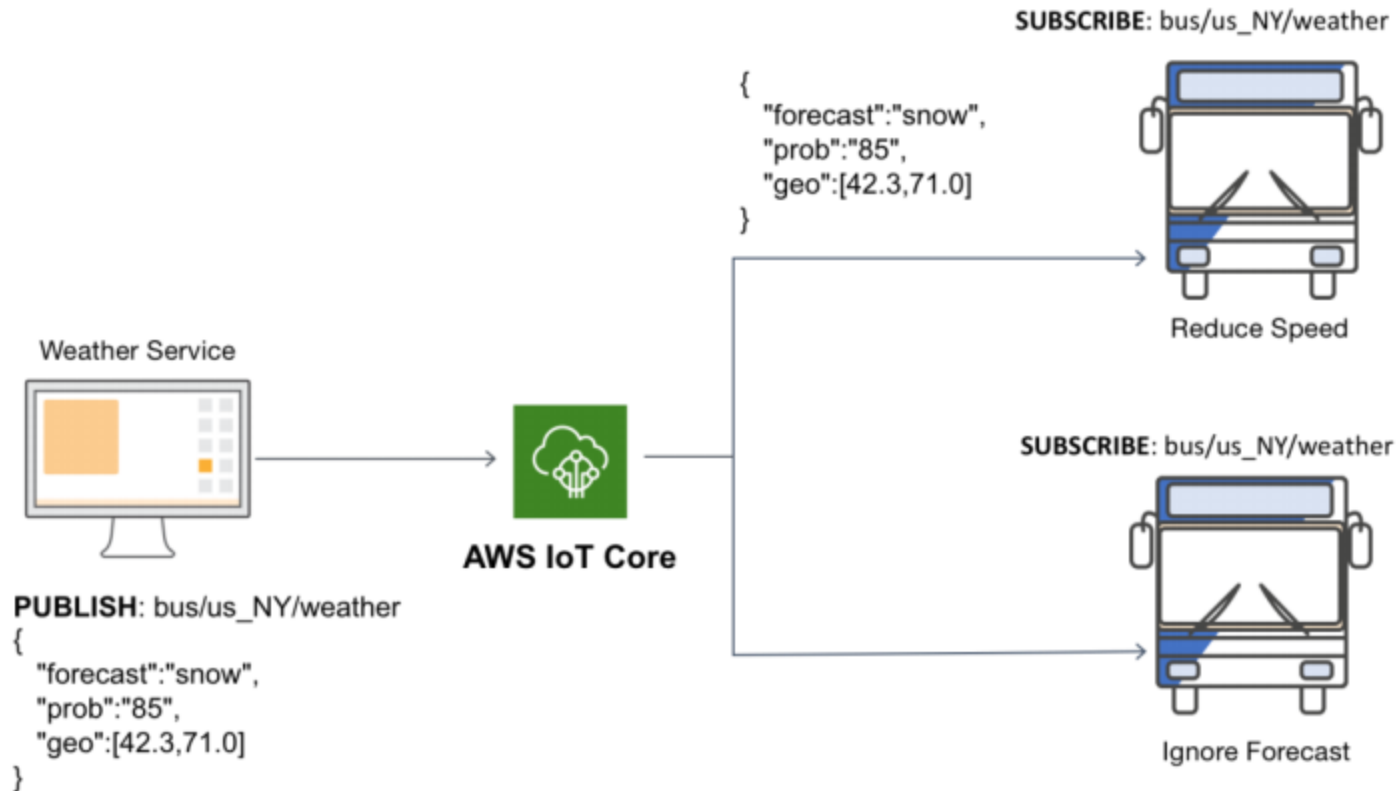 SUBSCRIBE: bus/us_NY/weather
{
"forecast":"snow",
"prob":"85",
"geo":[42.3,71.0]
}
Reduce Speed
Weather Service
SUBSCRIBE: bus/us_NY/weather
AWS IoT Core
PUBLISH: bus/us_NY/weather
{
"forecast":"snow",
"prob":"85",
"geo":[42.3,71.0]
}
Ignore Forecast